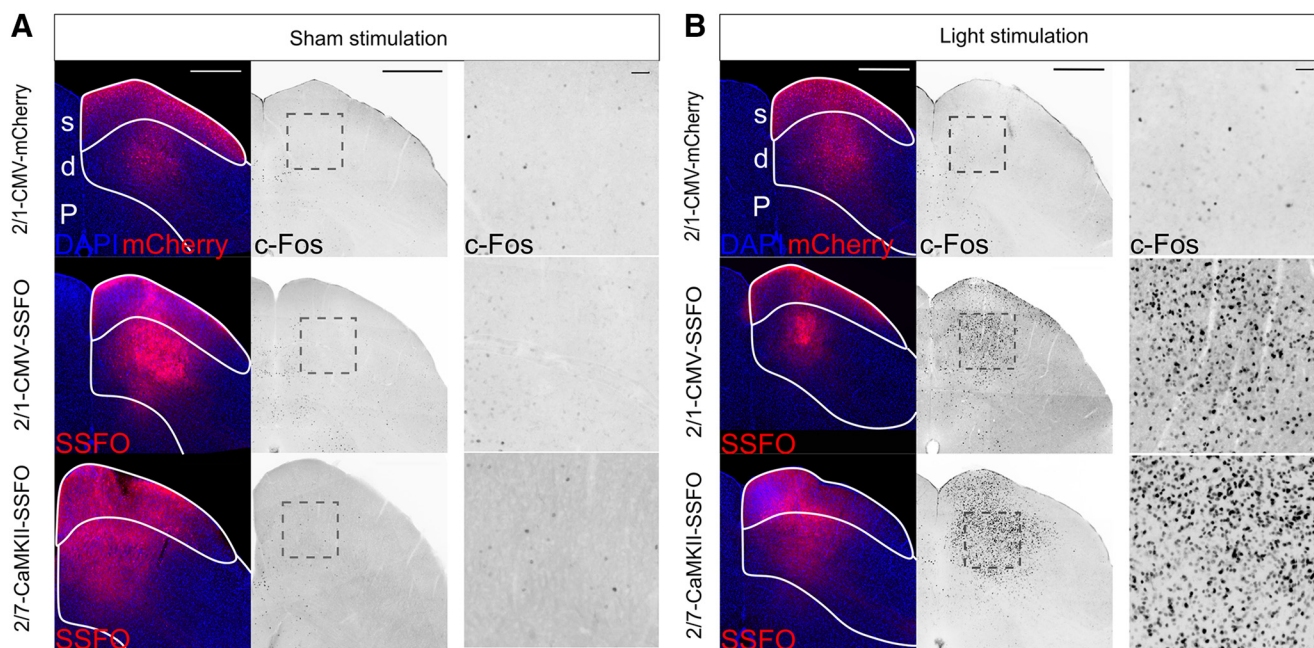 A
Sham stimulation
2/1-CMV-mCherry
s
d
P
DAPI mCherry
c-Fos
c-Fos
2/1-CMV-SSFO
SSFO
2/7-CaMKII-SSFO
SSFO
B
Light stimulation
2/1-CMV-mCherry
s
d
P
DAPI mCherry
c-Fos
c-Fos
2/1-CMV-SSFO
SSFO
2/7-CaMKII-SSFO
SSFO